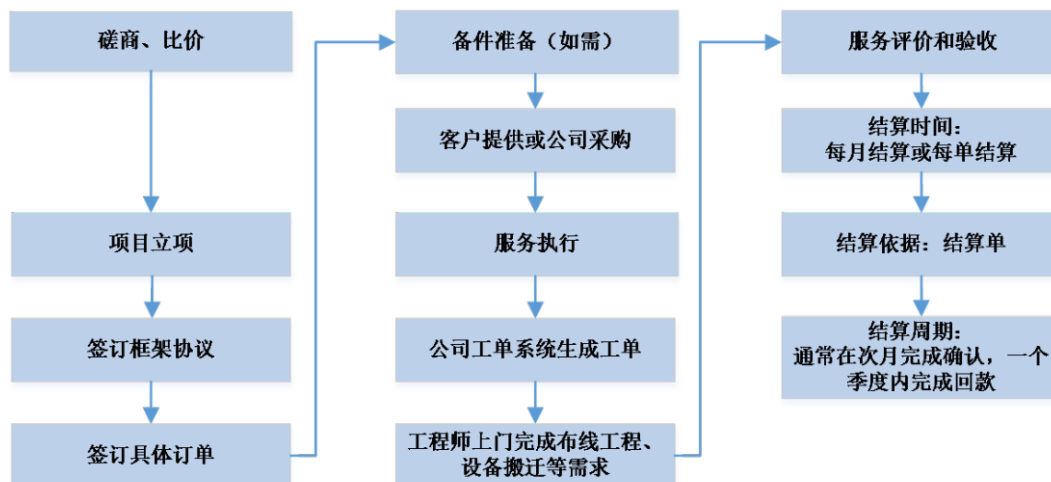 磋商、比价
项目立项
签订框架协议
签订具体订单
备件准备（如需）
客户提供或公司采购
服务执行
公司工单系统生成工单
工程师上门完成布线工程、
设备搬迁等需求
服务评价和验收
结算时间：
每月结算或每单结算
结算依据：结算单
结算周期：
通常在次月完成确认，一个
季度内完成回款